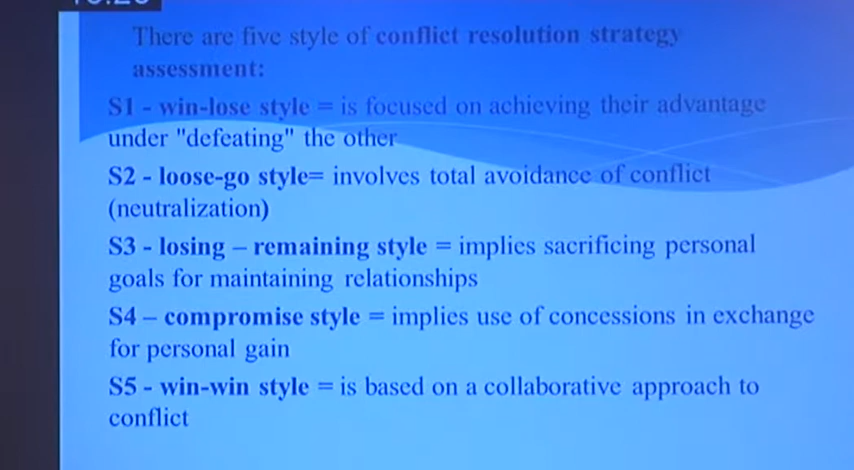 There are five style of conflict resolution strategy
assessment:
S1 - win-lose style = is focused on achieving their advantage
under "defeating" the other
S2 - loose-go style= involves total avoidance of conflict
(neutralization)
S3 - losing – remaining style = implies sacrificing personal
goals for maintaining relationships
S4 – compromise style = implies use of concessions in exchange
for personal gain
S5 - win-win style = is based on a collaborative approach to
conflict